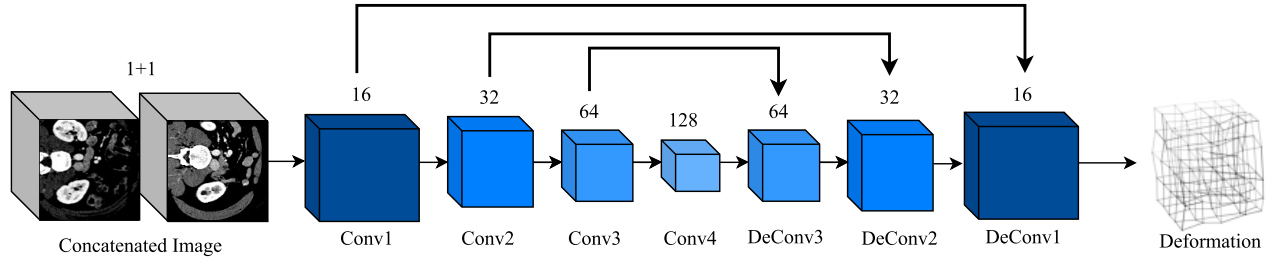 1+1
16
32
64
128
64
32
16
Concatenated Image
Conv1
Conv2
Conv3
Conv4
DeConv3
DeConv2
DeConv1
Deformation